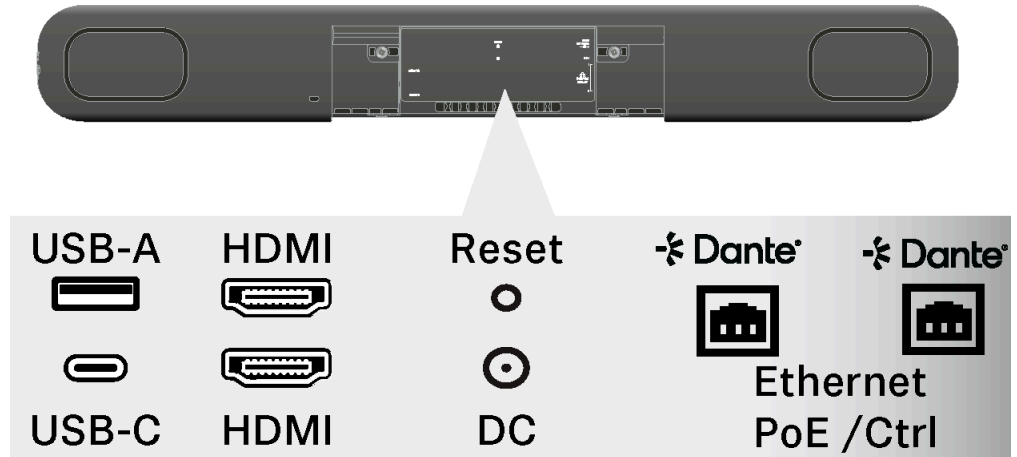 USB-A HDMI Reset Dante® Dante®
Ethernet
USB-C HDMI DC PoE /Ctrl